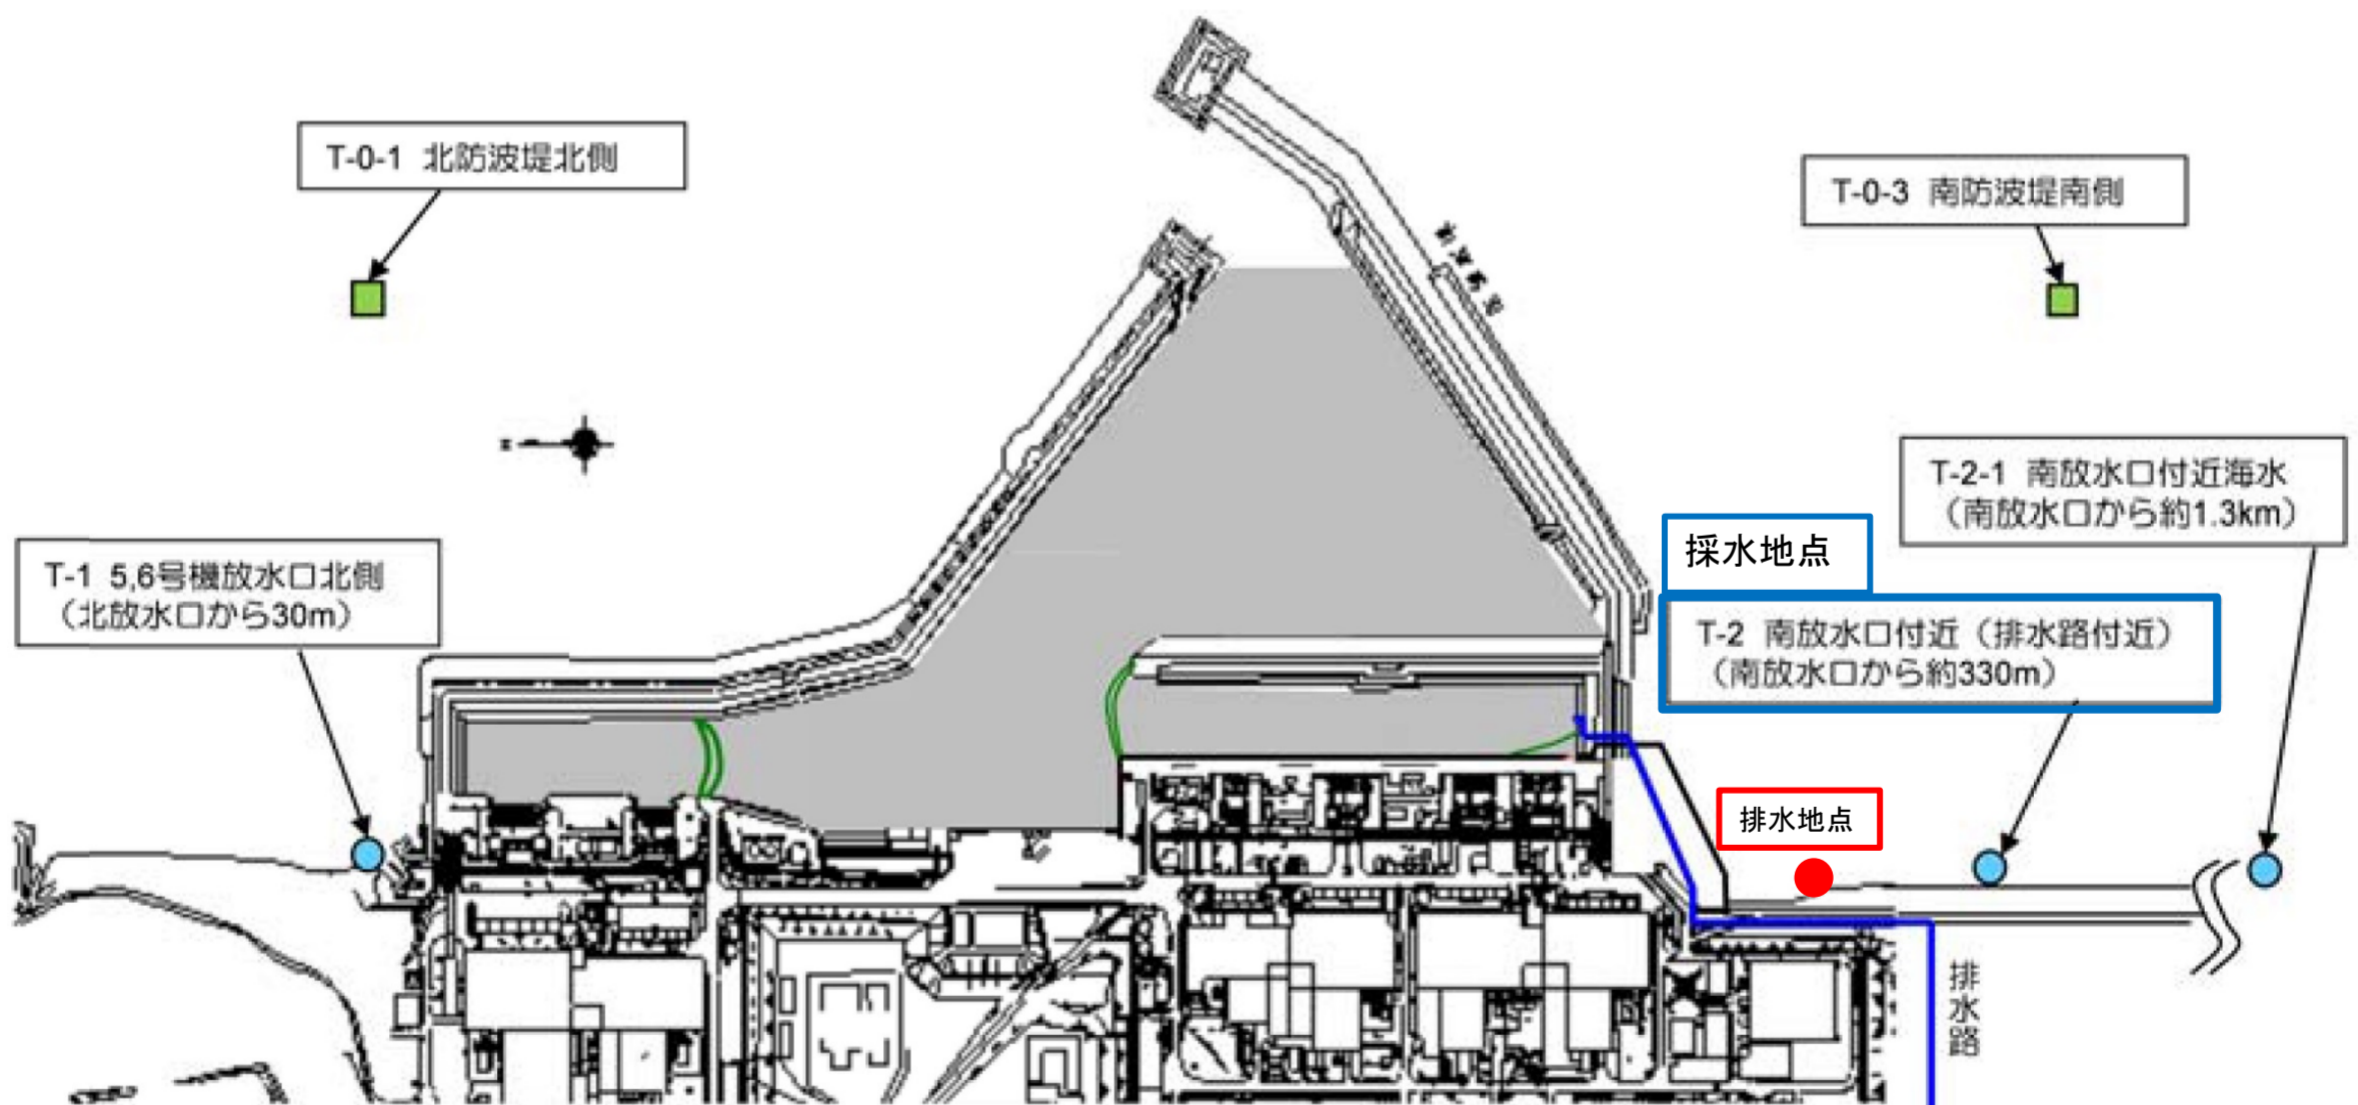 T-0-1 北防波堤北側
T-0-3 南防波堤南側
T-2-1 南放水口付近海水
（南放水口から約1.3km）
採水地点
T-1 5,6号機放水口北側
（北放水口から30m）
T-2 南放水口付近（排水路付近）
（南放水口から約330m）
排水地点
排水路